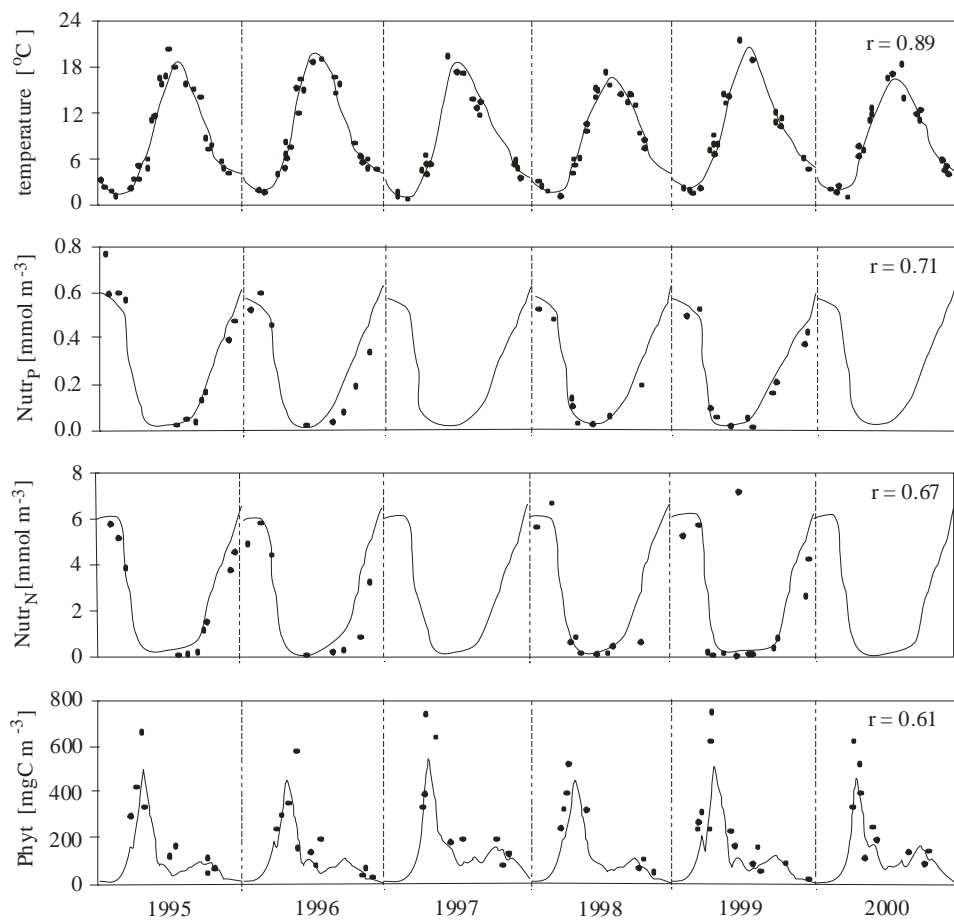 24
18
12
6
0
temperature [ °C]
r = 0.89
0.8
0.6
0.4
0.2
0.0
Nutr_P [mmol m⁻³]
r = 0.71
8
6
4
2
0
Nutr_N [mmol m⁻³]
r = 0.67
800
600
400
200
0
Phyt [mgC m⁻³]
r = 0.61
1995 1996 1997 1998 1999 2000